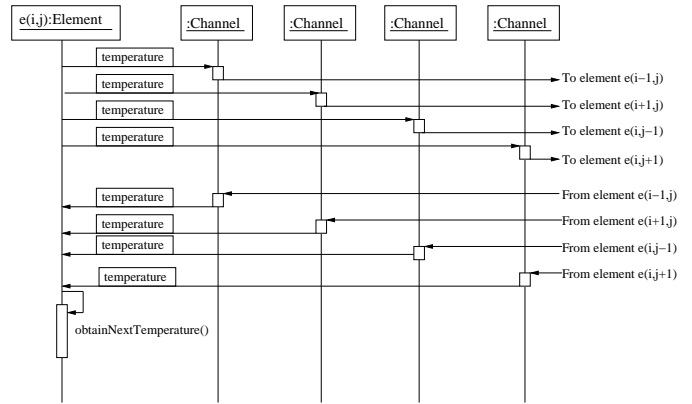 e(i,j):Element
:Channel
:Channel
:Channel
:Channel
temperature
To element e(i−1,j)
temperature
To element e(i+1,j)
temperature
To element e(i,j−1)
temperature
To element e(i,j+1)
temperature
From element e(i−1,j)
temperature
From element e(i+1,j)
temperature
From element e(i,j−1)
temperature
From element e(i,j+1)
obtainNextTemperature()